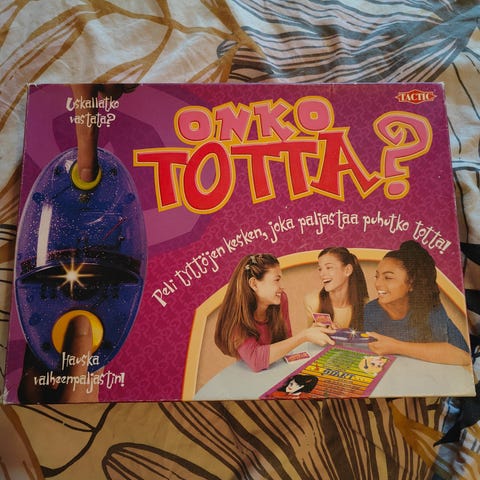 Uskallatko
vastata?
TACTIC
ONKO
TOTTA?
Peli tyttöjen kesken, joka paljastaa puhutko totta!
Hauska
valheenpaljastin!